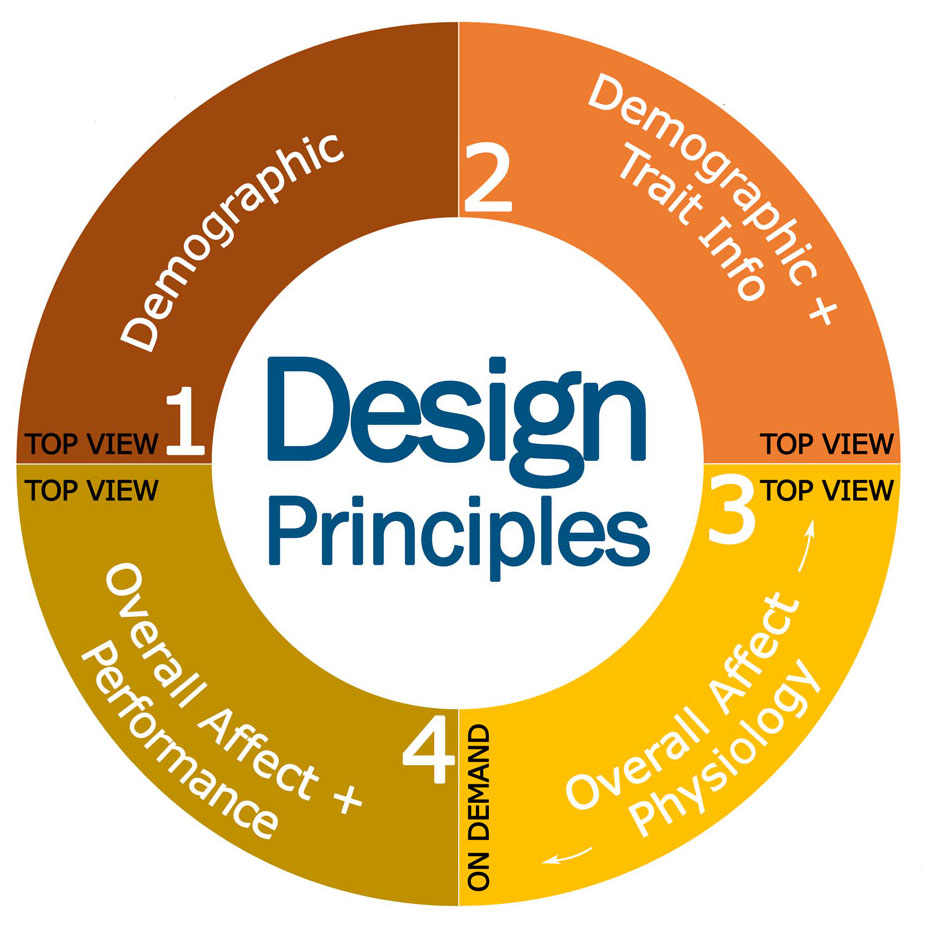 Demographic
1
TOP VIEW
2
Demographic +
Trait Info
TOP VIEW
Design
Principles
3
TOP VIEW
Overall Affect
Physiology
ON DEMAND
4
TOP VIEW
Overall Affect +
Performance